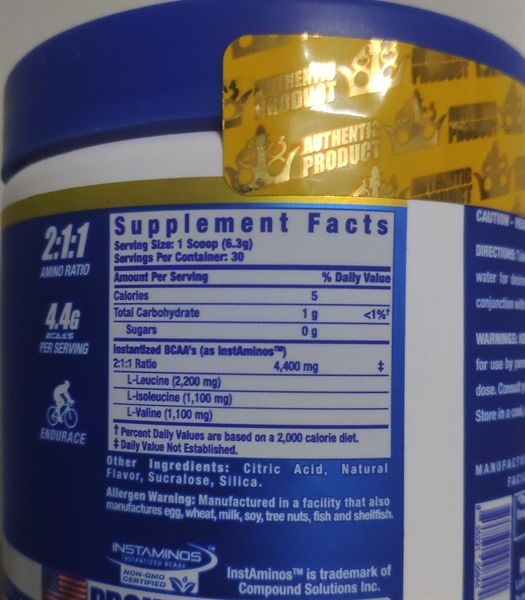 AUTHENTIC
PRODUCT
AUTHENTIC
PRODUCT
PRODUCT
2:1:1
AMINO RATIO
4.4G
BCAA'S
PER SERVING
ENDURACE
Supplement Facts
Serving Size: 1 Scoop (6.3g)
Servings Per Container: 30
Amount Per Serving % Daily Value
Calories 5
Total Carbohydrate 1 g <1%†
Sugars 0 g
Instantized BCAA's (as InstAminos™)
2:1:1 Ratio 4,400 mg ‡
L-Leucine (2,200 mg)
L-Isoleucine (1,100 mg)
L-Valine (1,100 mg)
† Percent Daily Values are based on a 2,000 calorie diet.
‡ Daily Value Not Established.
Other Ingredients: Citric Acid, Natural
Flavor, Sucralose, Silica.
Allergen Warning: Manufactured in a facility that also
manufactures egg, wheat, milk, soy, tree nuts, fish and shellfish.
INSTAMINOS™
INSTANTIZED BCAAs
NON-GMO
CERTIFIED
InstAminos™ is trademark of
Compound Solutions Inc.
CAUTION -
DIRECTIONS:
water for
conjunction
WARNINGS:
for use by
dose. Consult
Store in a